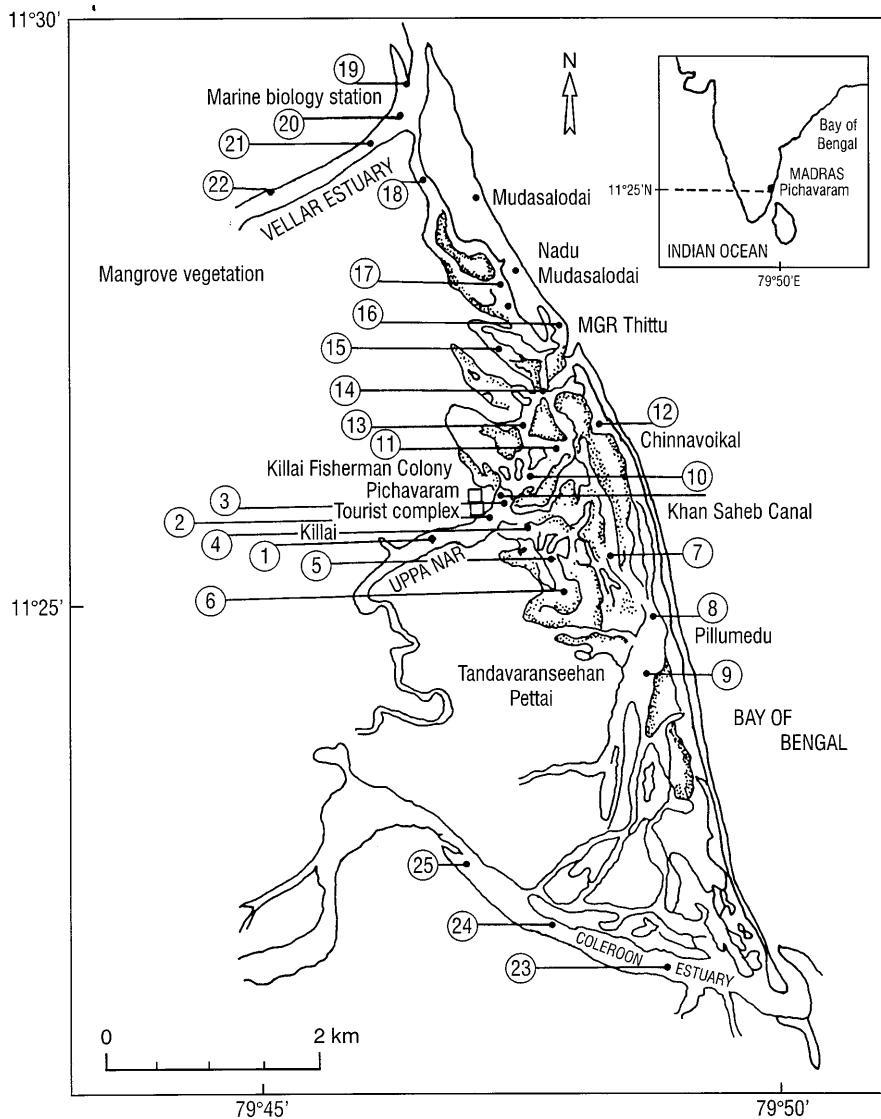 11°30'
N
19
Marine biology station
20
21
22
VELLAR ESTUARY
18
Mudasalodai
Bay of
Bengal
MADRAS
Pichavaram
11°25'N
INDIAN OCEAN
79°50'E
Mangrove vegetation
Nadu
Mudasalodai
17
16
MGR Thittu
15
14
13
12
Chinnavoikal
11
Killai Fisherman Colony
10
Pichavaram
3
Tourist complex
Khan Saheb Canal
2
Killai
4
1
5
UPPA NAR
7
6
11°25'
8
Pillumedu
Tandavaranseehan
Pettai
9
BAY OF
BENGAL
25
24
COLEROON
ESTUARY
23
0
2 km
79°45'
79°50'